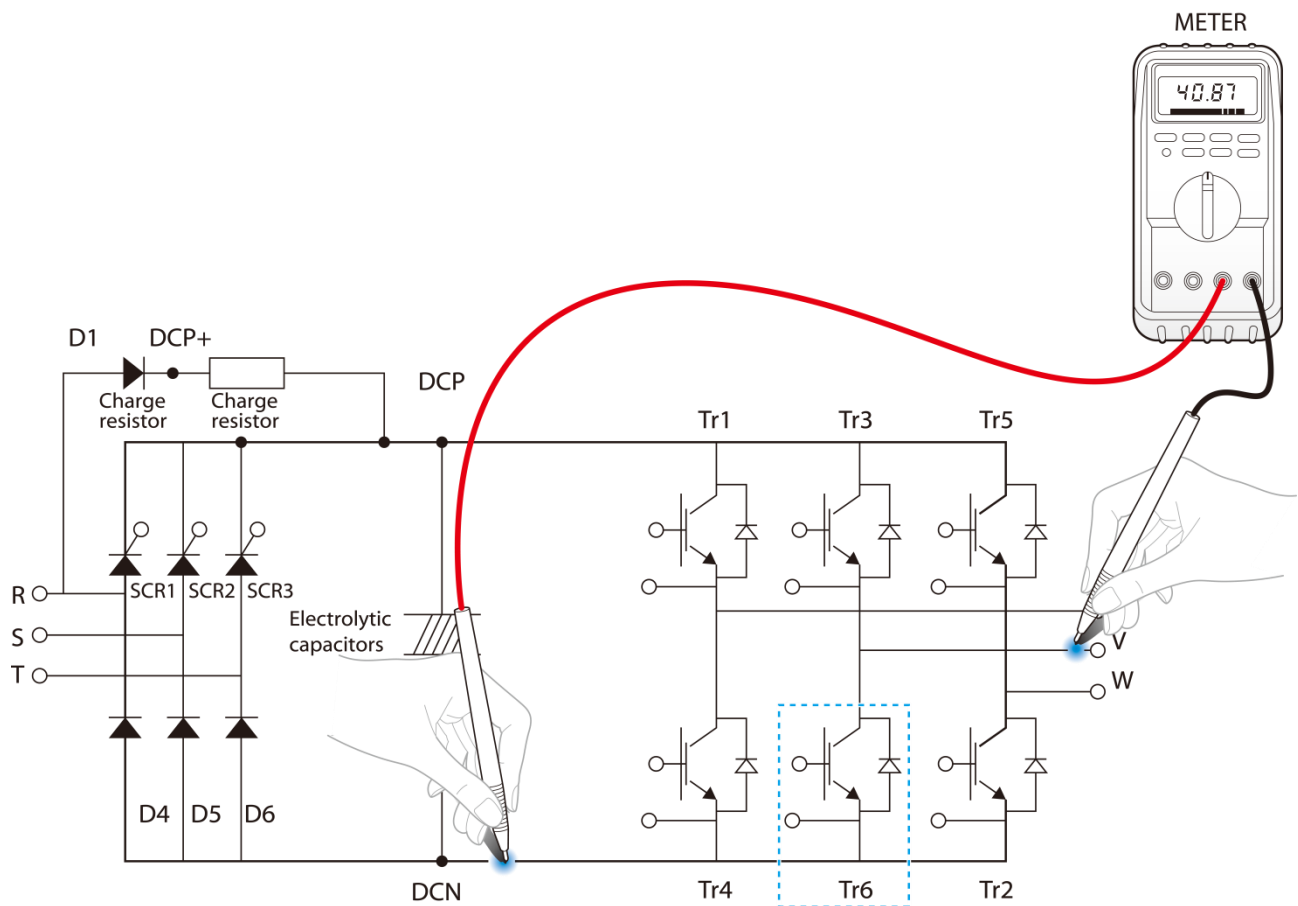 METER
40.87
D1
DCP+
Charge
resistor
Charge
resistor
DCP
Tr1
Tr3
Tr5
R
S
T
SCR1
SCR2
SCR3
Electrolytic
capacitors
V
W
D4
D5
D6
DCN
Tr4
Tr6
Tr2